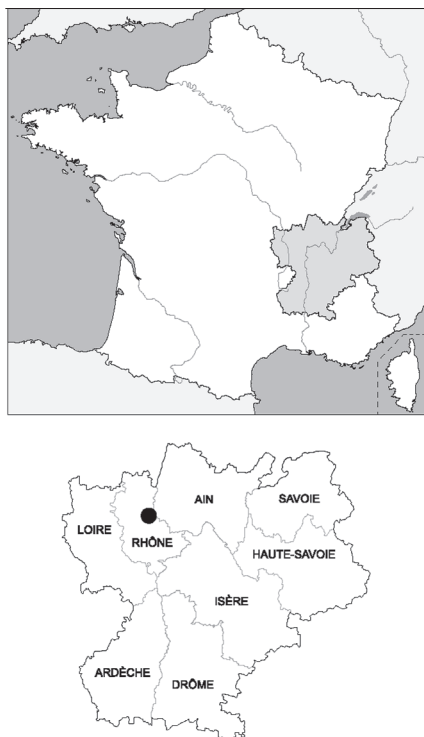 AIN
SAVOIE
LOIRE
RHÔNE
HAUTE-SAVOIE
ISÈRE
ARDÈCHE
DRÔME